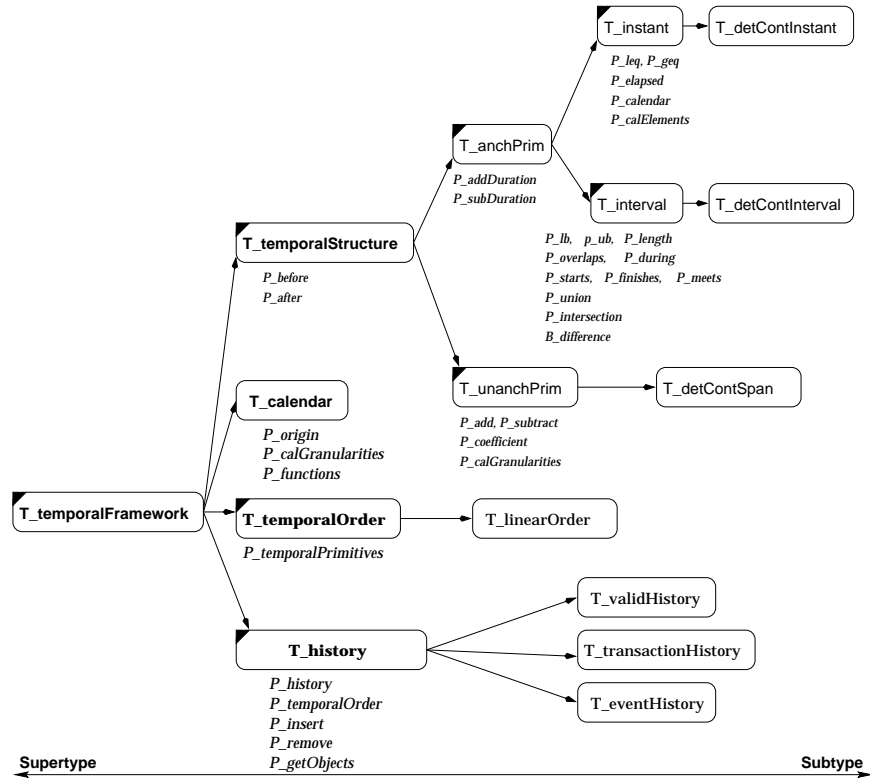 T_instant
T_detContInstant
P_leq, P_geq
P_elapsed
P_calendar
P_calElements
T_anchPrim
P_addDuration
P_subDuration
T_interval
T_detContInterval
P_lb, p_ub, P_length
P_overlaps, P_during
P_starts, P_finishes, P_meets
P_union
P_intersection
B_difference
T_temporalStructure
P_before
P_after
T_unanchPrim
T_detContSpan
P_add, P_subtract
P_coefficient
P_calGranularities
T_calendar
P_origin
P_calGranularities
P_functions
T_temporalFramework
T_temporalOrder
T_linearOrder
P_temporalPrimitives
T_validHistory
T_history
T_transactionHistory
T_eventHistory
P_history
P_temporalOrder
P_insert
P_remove
P_getObjects
Supertype
Subtype